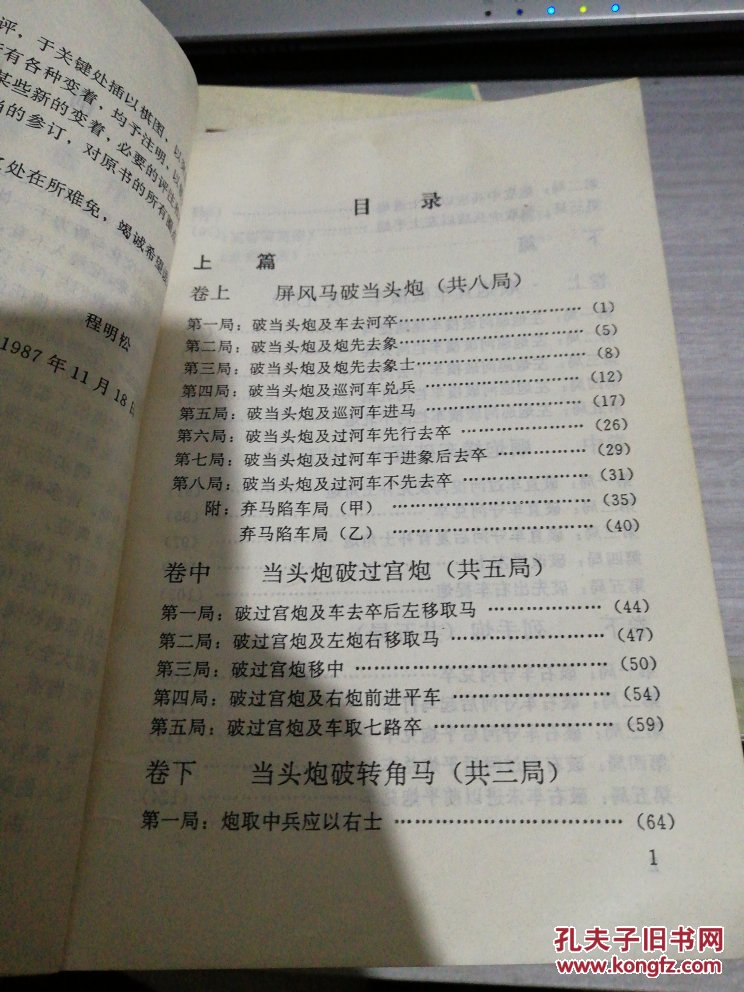 评，于关键处插以棋图，以
有各种变着，均予注明，以
某些新的变着，必要的评注
的参订，对原书的所有
处在所难免，竭诚希望
程明松
1987年11月18日
目 录
上 篇
卷上 屏风马破当头炮（共八局）
第一局：破当头炮及车去河卒…………………………（1）
第二局：破当头炮及炮先去象…………………………（5）
第三局：破当头炮及炮先去象士………………………（8）
第四局：破当头炮及巡河车兑兵………………………（12）
第五局：破当头炮及巡河车进马………………………（17）
第六局：破当头炮及过河车先行去卒…………………（26）
第七局：破当头炮及过河车于进象后去卒……………（29）
第八局：破当头炮及过河车不先去卒…………………（31）
附：弃马陷车局（甲）…………………………（35）
弃马陷车局（乙）…………………………（40）
卷中 当头炮破过宫炮（共五局）
第一局：破过宫炮及车去卒后左移取马………………（44）
第二局：破过宫炮及左炮右移取马……………………（47）
第三局：破过宫炮移中…………………………………（50）
第四局：破过宫炮及右炮前进平车……………………（54）
第五局：破过宫炮及车取七路卒………………………（59）
卷下 当头炮破转角马（共三局）
第一局：炮取中兵应以右士……………………………（64）
1
孔夫子旧书网
www.kongfz.com